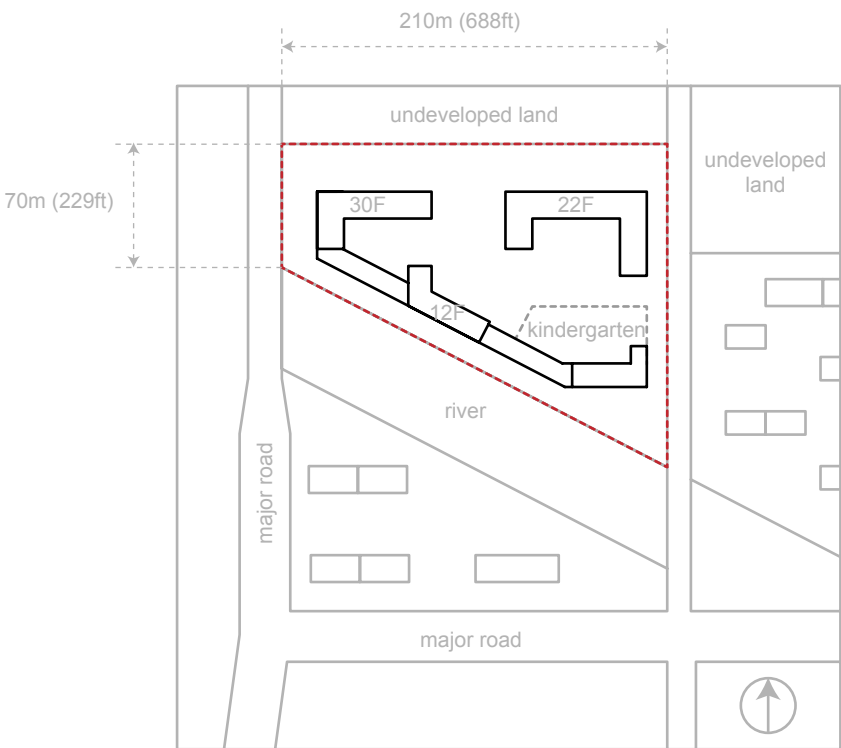 210m (688ft)
undeveloped land
undeveloped
land
70m (229ft)
30F
22F
12F
kindergarten
river
major road
major road